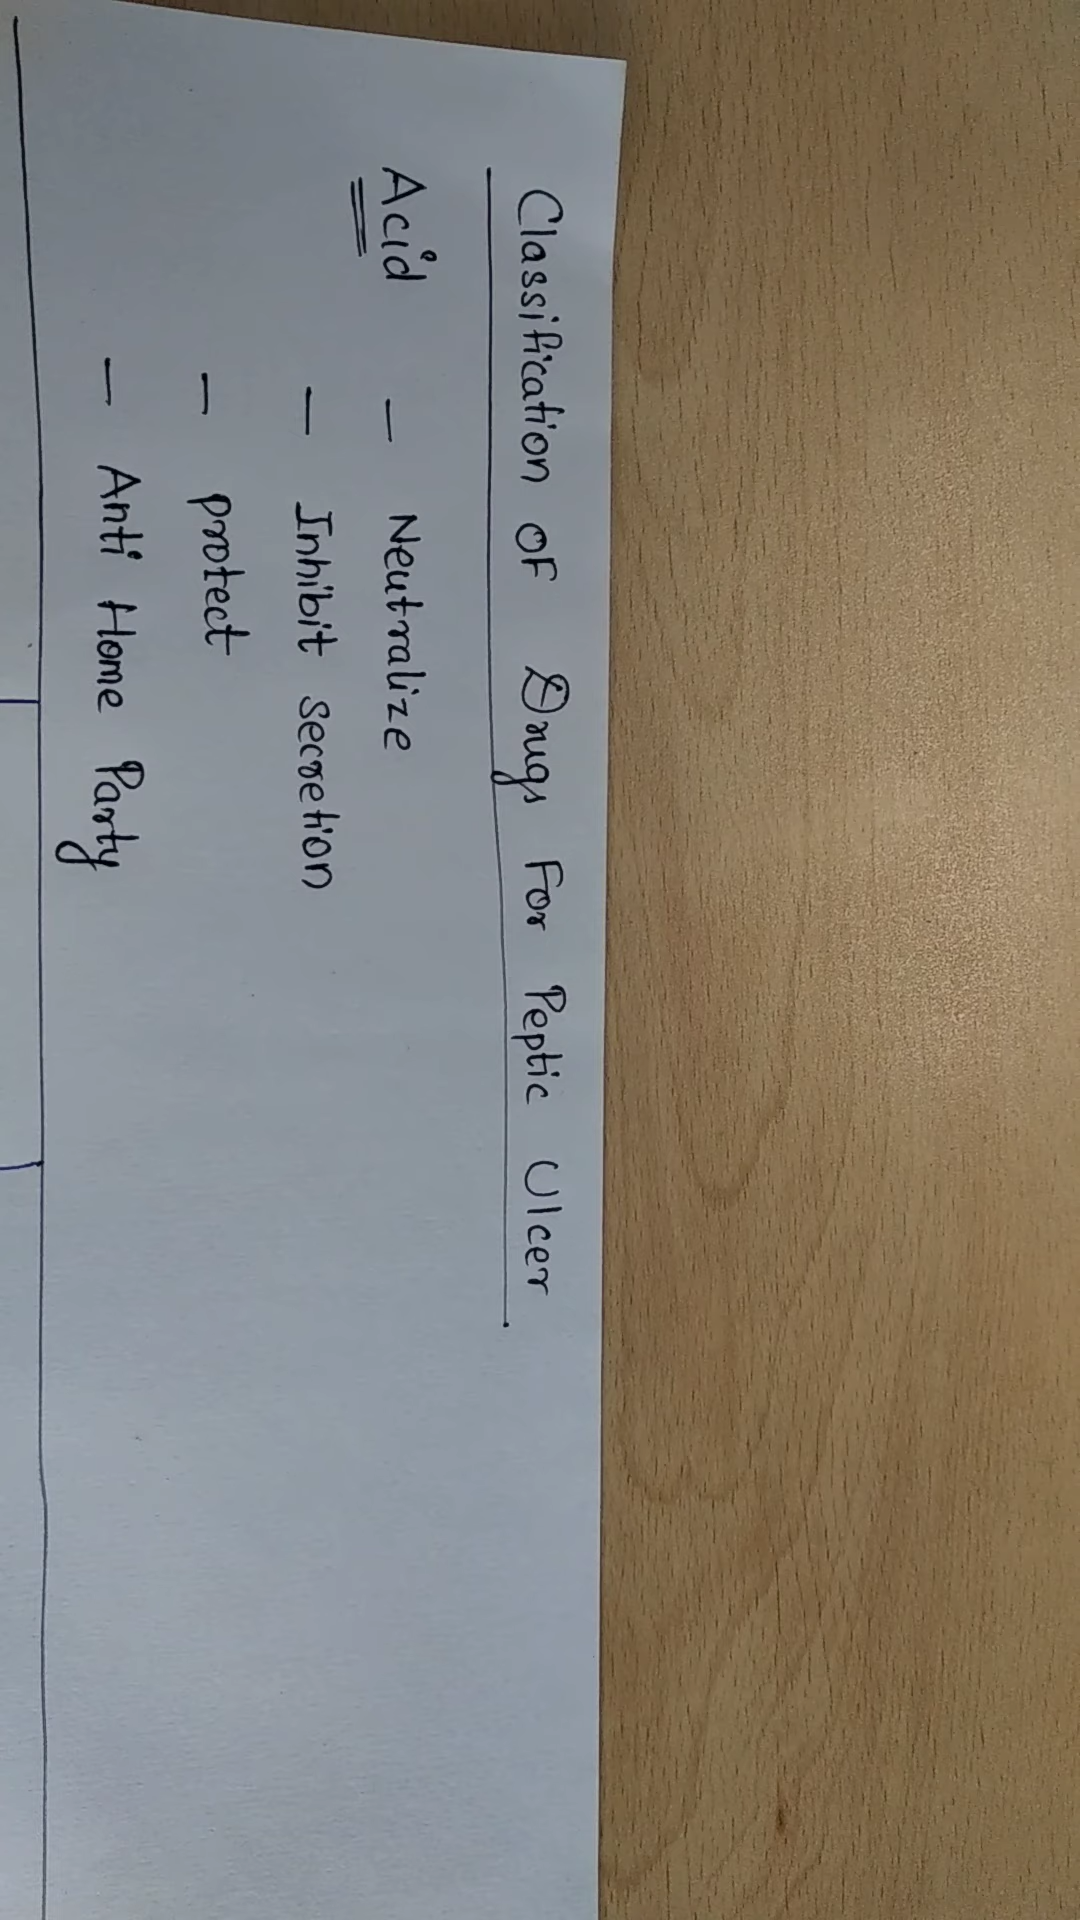 Classification OF Drugs For Peptic Ulcer
Acid - Neutralize
- Inhibit secretion
- protect
- Anti Home Party